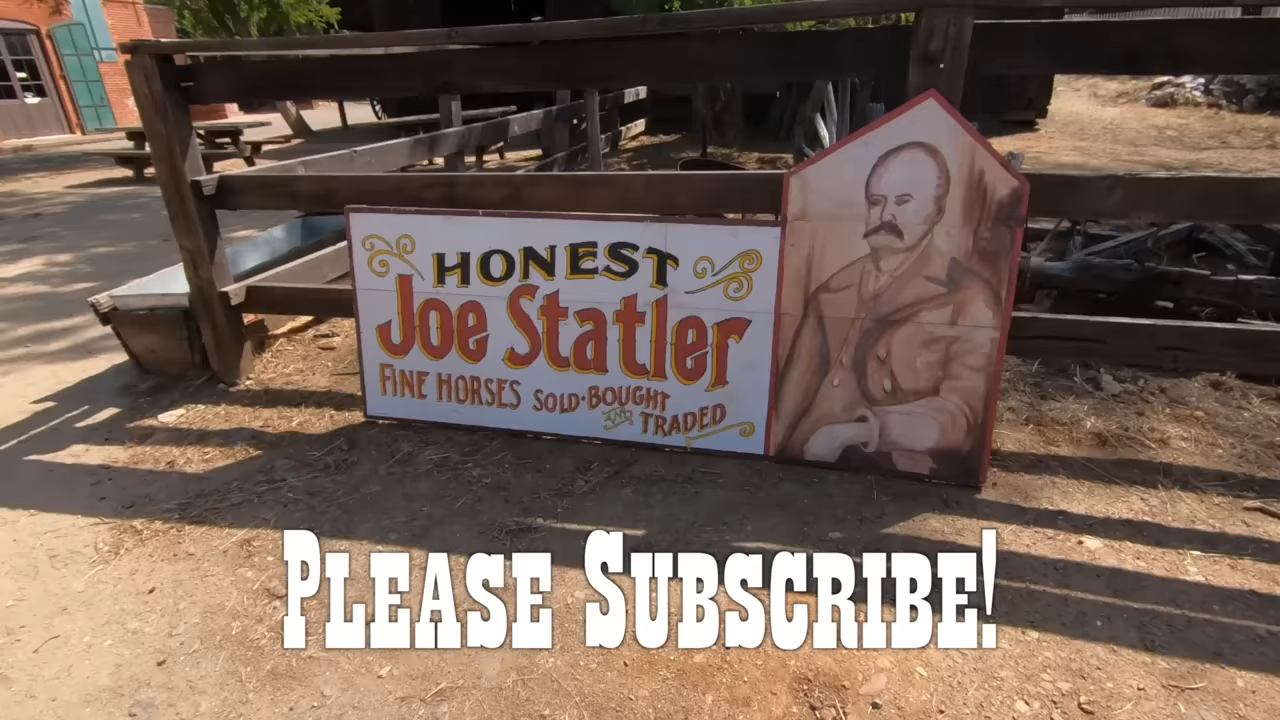 HONEST
Joe Statler
FINE HORSES SOLD·BOUGHT
AND TRADED
PLEASE SUBSCRIBE!